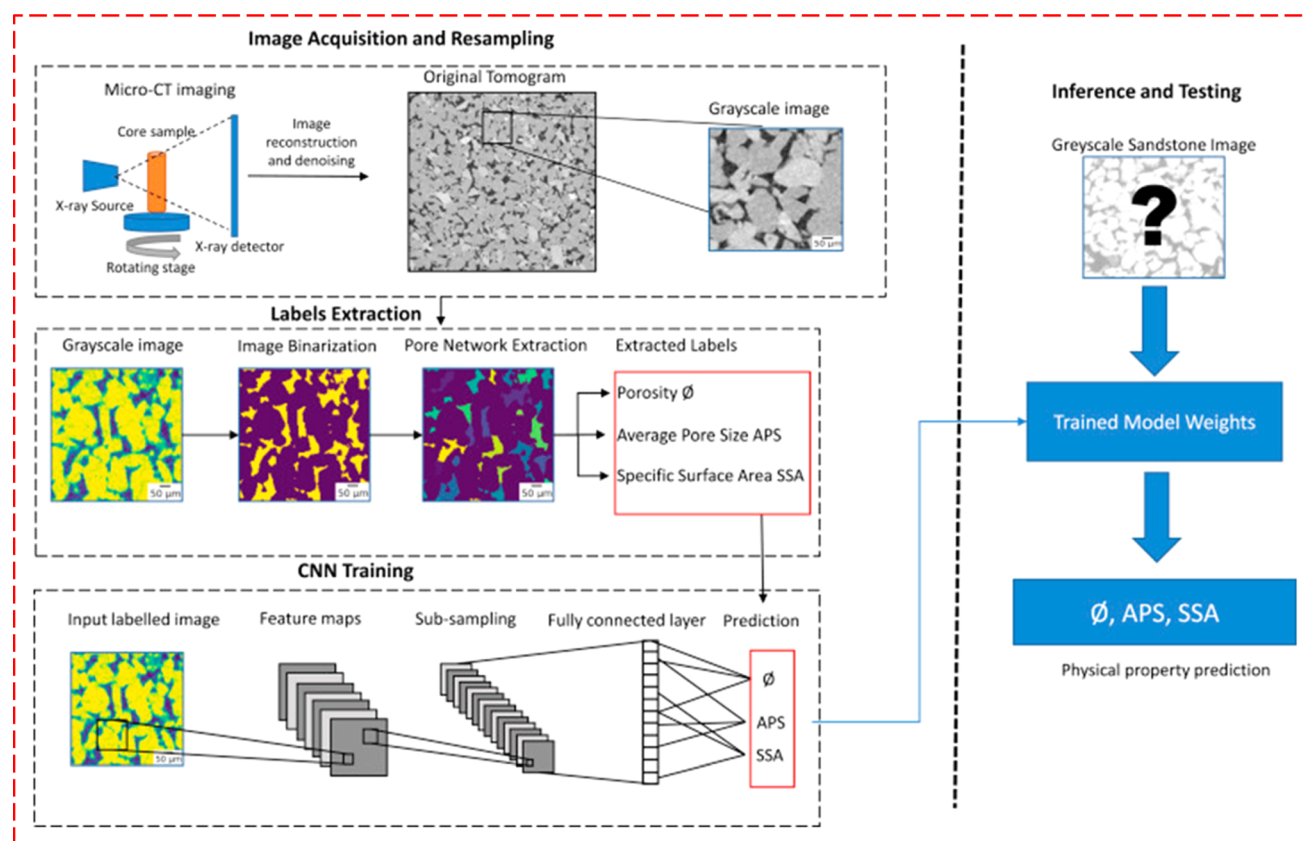 Image Acquisition and Resampling
Micro-CT imaging
Core sample
X-ray Source
X-ray detector
Rotating stage
Image
reconstruction
and denoising
Original Tomogram
Grayscale image
50 µm
Labels Extraction
Grayscale image
50 µm
Image Binarization
50 µm
Pore Network Extraction
50 µm
Extracted Labels
Porosity Ø
Average Pore Size APS
Specific Surface Area SSA
CNN Training
Input labelled image
50 µm
Feature maps
Sub-sampling
Fully connected layer
Prediction
Ø
APS
SSA
Inference and Testing
Greyscale Sandstone Image
?
Trained Model Weights
Ø, APS, SSA
Physical property prediction